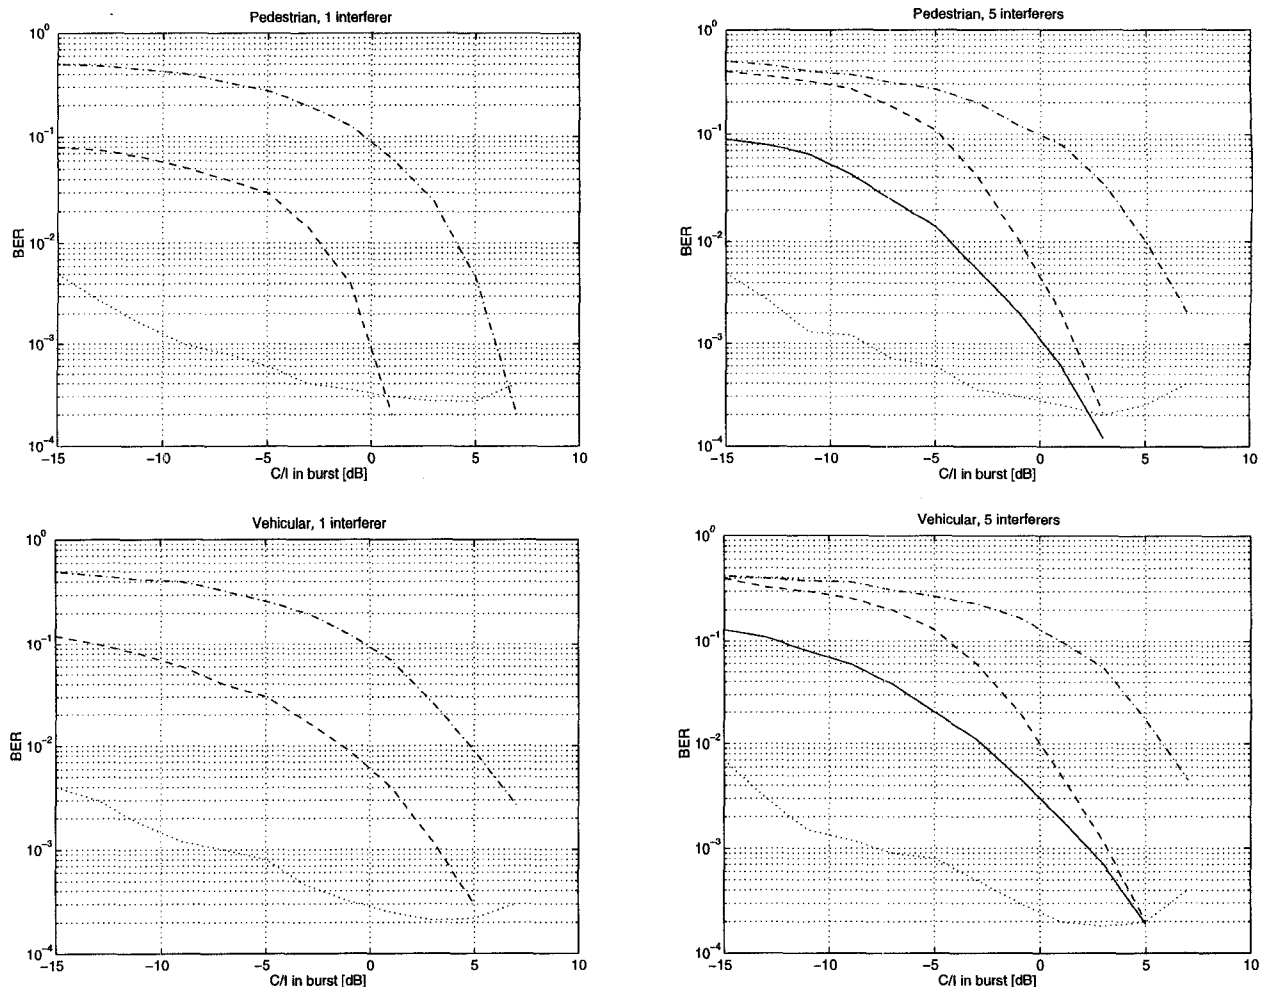 Pedestrian, 1 interferer
10^0
10^-1
10^-2
10^-3
10^-4
BER
-15 -10 -5 0 5 10
C/I in burst [dB]
Pedestrian, 5 interferers
10^0
10^-1
10^-2
10^-3
10^-4
BER
-15 -10 -5 0 5 10
C/I in burst [dB]
Vehicular, 1 interferer
10^0
10^-1
10^-2
10^-3
10^-4
BER
-15 -10 -5 0 5 10
C/I in burst [dB]
Vehicular, 5 interferers
10^0
10^-1
10^-2
10^-3
10^-4
BER
-15 -10 -5 0 5 10
C/I in burst [dB]